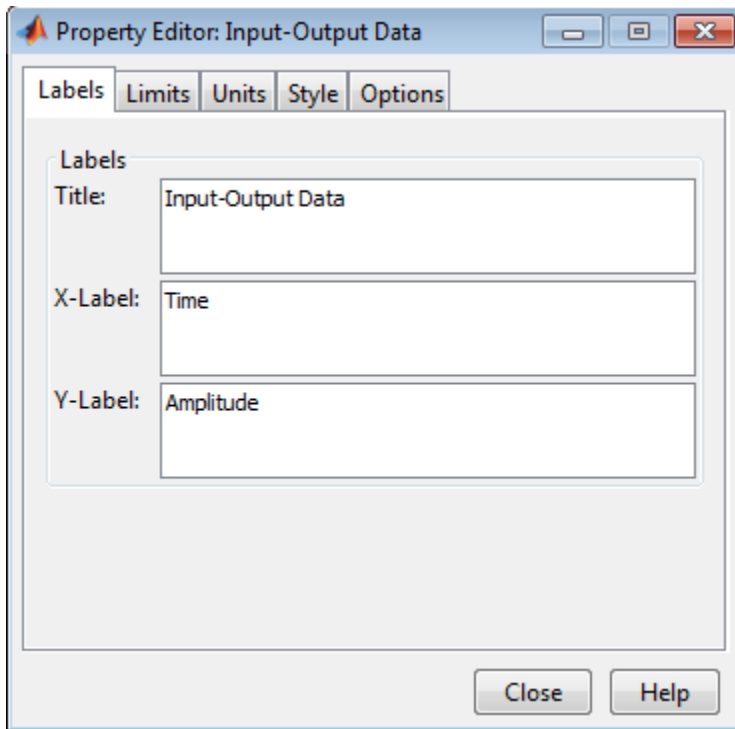 Property Editor: Input-Output Data
Labels Limits Units Style Options
Labels
Title: Input-Output Data
X-Label: Time
Y-Label: Amplitude
Close Help